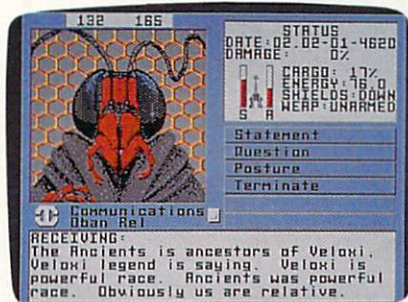 132 165
STATUS
DATE:02.02-01-4620
DAMAGE: 0%
CARGO: 17%
ENERGY:76.0
SHIELDS:DOWN
WEAP:UNARMED
S A
Statement
Question
Posture
Terminate
Communications
Oban Rel
RECEIVING:
The Ancients is ancestors of Veloxi.
Veloxi legend is saying. Veloxi is
powerful race. Ancients was powerful
race. Obviously us are relative.